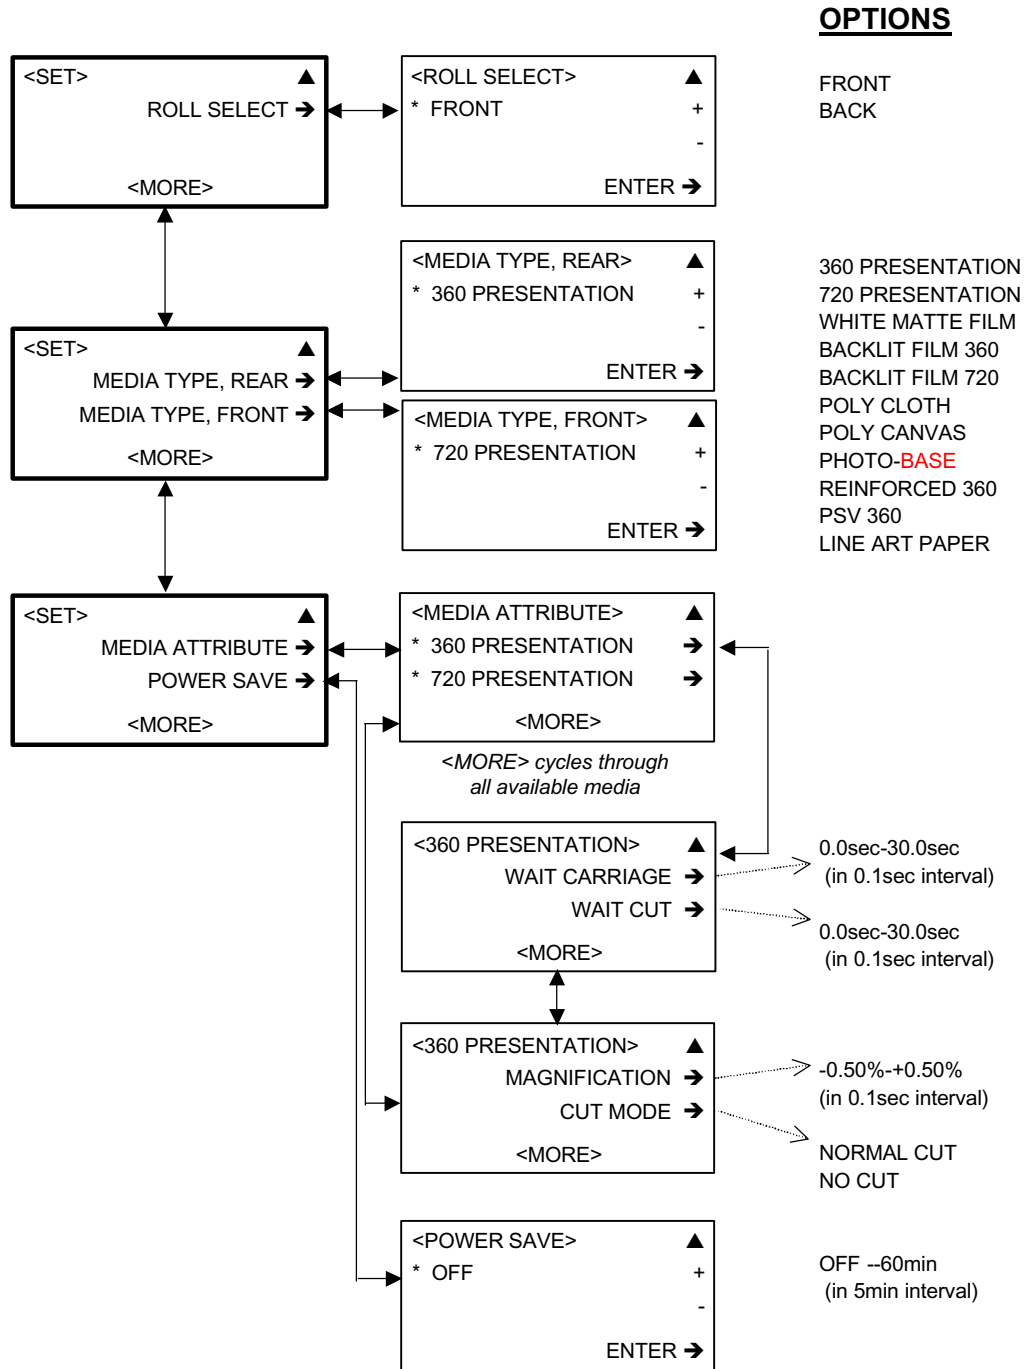 OPTIONS
<SET> ▲
ROLL SELECT ➔
<MORE>
<ROLL SELECT> ▲
* FRONT +
-
ENTER ➔
FRONT
BACK
<MEDIA TYPE, REAR> ▲
* 360 PRESENTATION +
-
ENTER ➔
<SET> ▲
MEDIA TYPE, REAR ➔
MEDIA TYPE, FRONT ➔
<MORE>
<MEDIA TYPE, FRONT> ▲
* 720 PRESENTATION +
-
ENTER ➔
360 PRESENTATION
720 PRESENTATION
WHITE MATTE FILM
BACKLIT FILM 360
BACKLIT FILM 720
POLY CLOTH
POLY CANVAS
PHOTO-BASE
REINFORCED 360
PSV 360
LINE ART PAPER
<SET> ▲
MEDIA ATTRIBUTE ➔
POWER SAVE ➔
<MORE>
<MEDIA ATTRIBUTE> ▲
* 360 PRESENTATION ➔
* 720 PRESENTATION ➔
<MORE>
<MORE> cycles through
all available media
<360 PRESENTATION> ▲
WAIT CARRIAGE ➔
WAIT CUT ➔
<MORE>
0.0sec-30.0sec
(in 0.1sec interval)
0.0sec-30.0sec
(in 0.1sec interval)
<360 PRESENTATION> ▲
MAGNIFICATION ➔
CUT MODE ➔
<MORE>
-0.50%-+0.50%
(in 0.1sec interval)
NORMAL CUT
NO CUT
<POWER SAVE> ▲
* OFF +
-
ENTER ➔
OFF --60min
(in 5min interval)